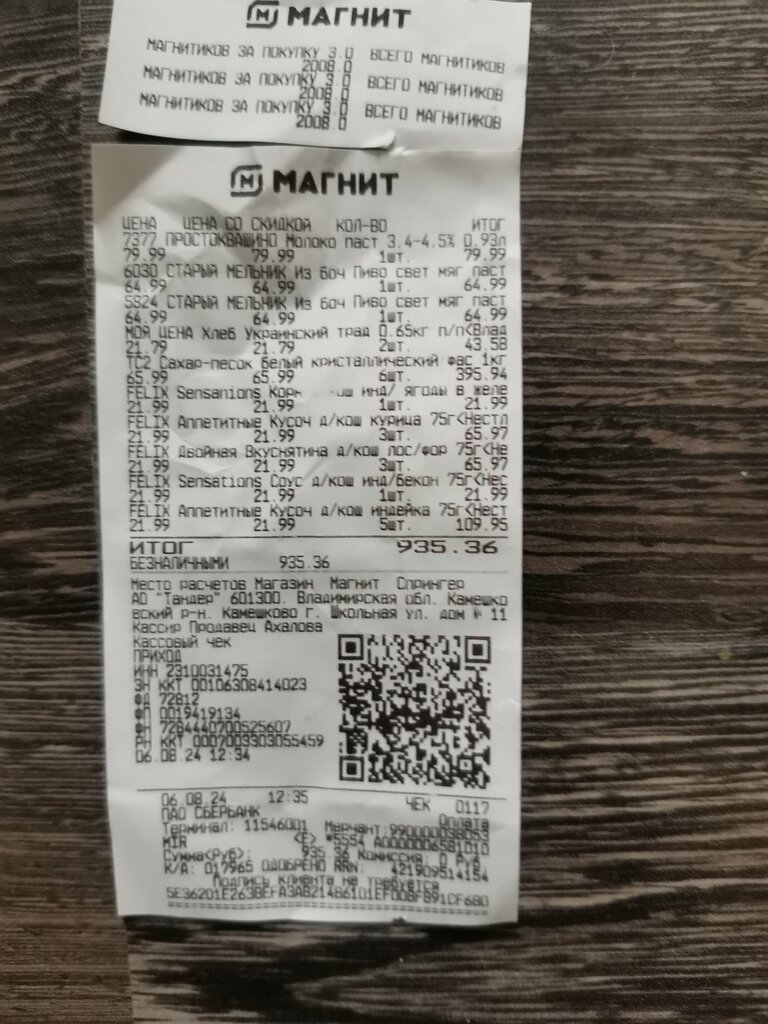 МАГНИТ
МАГНИТИКОВ ЗА ПОКУПКУ 3.0 ВСЕГО МАГНИТИКОВ
2008.0
МАГНИТИКОВ ЗА ПОКУПКУ 3.0 ВСЕГО МАГНИТИКОВ
2008.0
МАГНИТИКОВ ЗА ПОКУПКУ 3.0 ВСЕГО МАГНИТИКОВ
2008.0
МАГНИТ
ЦЕНА ЦЕНА СО СКИДКОЙ КОЛ-ВО ИТОГ
7377 ПРОСТОКВАШИНО Молоко паст 3.4-4.5% 0.93л
79.99 79.99 1шт. 79.99
6030 СТАРЫЙ МЕЛЬНИК Из боч Пиво свет мяг паст
64.99 64.99 1шт. 64.99
5824 СТАРЫЙ МЕЛЬНИК Из боч Пиво свет мяг паст
64.99 64.99 1шт. 64.99
МОЯ ЦЕНА Хлеб Украинский трад 0.65кг п/п<Влад
21.79 21.79 2шт. 43.58
ТС2 Сахар-песок белый кристаллический фас 1кг
65.99 65.99 6шт. 395.94
FELIX Sensations Корм инд/ ягоды в желе
21.99 21.99 1шт. 21.99
FELIX Аппетитные Кусоч д/кош курица 75г<Нестл
21.99 21.99 3шт. 65.97
FELIX Двойная Вкуснятина д/кош лос/фор 75г<Не
21.99 21.99 3шт. 65.97
FELIX Sensations Соус д/кош инд/бекон 75г<Нес
21.99 21.99 1шт. 21.99
FELIX Аппетитные Кусоч д/кош индейка 75г<Нест
21.99 21.99 5шт. 109.95
ИТОГ 935.36
БЕЗНАЛИЧНЫМИ 935.36
Место расчетов Магазин Магнит Спрингер
АО "Тандер" 601300. Владимирская обл. Камешко
вский р-н. Камешково г. Школьная ул. дом № 11
Кассир Продавец Ахалова
Кассовый чек
ПРИХОД
ИНН 2310031475
ЗН ККТ 00106308414023
ФД 72812
ФП 0019419134
ФН 7284440700525607
РН ККТ 0007003303055459
06.08.24 12:34
06.08.24 12:35 ЧЕК 0117
ПАО СБЕРБАНК Оплата
Терминал: 11546001 Мерчант: 990000038053
MIR <E> *5554 A0000006581010
Сумма(Руб): 935.36 Комиссия: 0 Руб
К/А: 017965 ОДОБРЕНО RRN: 421909514154
Подпись клиента не требуется